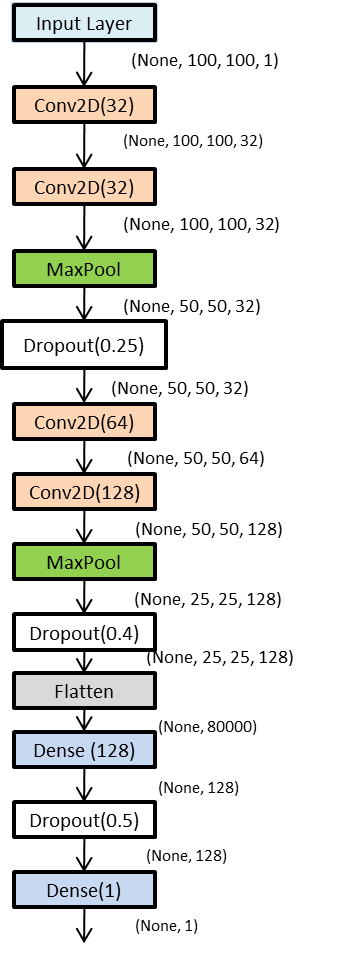 Input Layer
(None, 100, 100, 1)
Conv2D(32)
(None, 100, 100, 32)
Conv2D(32)
(None, 100, 100, 32)
MaxPool
(None, 50, 50, 32)
Dropout(0.25)
(None, 50, 50, 32)
Conv2D(64)
(None, 50, 50, 64)
Conv2D(128)
(None, 50, 50, 128)
MaxPool
(None, 25, 25, 128)
Dropout(0.4)
(None, 25, 25, 128)
Flatten
(None, 80000)
Dense (128)
(None, 128)
Dropout(0.5)
(None, 128)
Dense(1)
(None, 1)